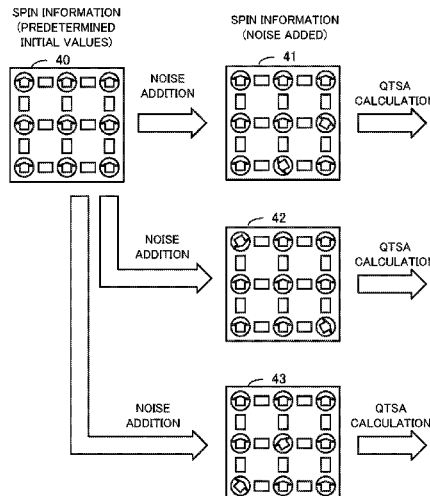 SPIN INFORMATION
(PREDETERMINED
INITIAL VALUES)
40
NOISE
ADDITION
SPIN INFORMATION
(NOISE ADDED)
41
QTSA
CALCULATION
NOISE
ADDITION
42
QTSA
CALCULATION
NOISE
ADDITION
43
QTSA
CALCULATION